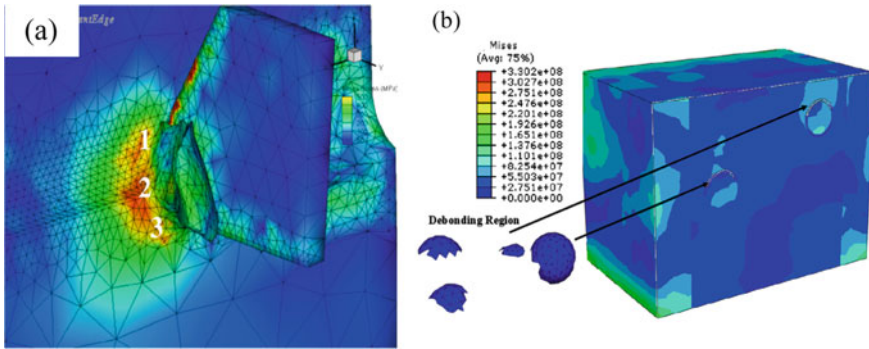 (a)
entEdge
Y
1
2
3
(b)
Mises
(Avg: 75%)
+3.302e+08
+3.027e+08
+2.751e+08
+2.476e+08
+2.201e+08
+1.926e+08
+1.651e+08
+1.376e+08
+1.101e+08
+8.254e+07
+5.503e+07
+2.751e+07
+0.000e+00
Debonding Region